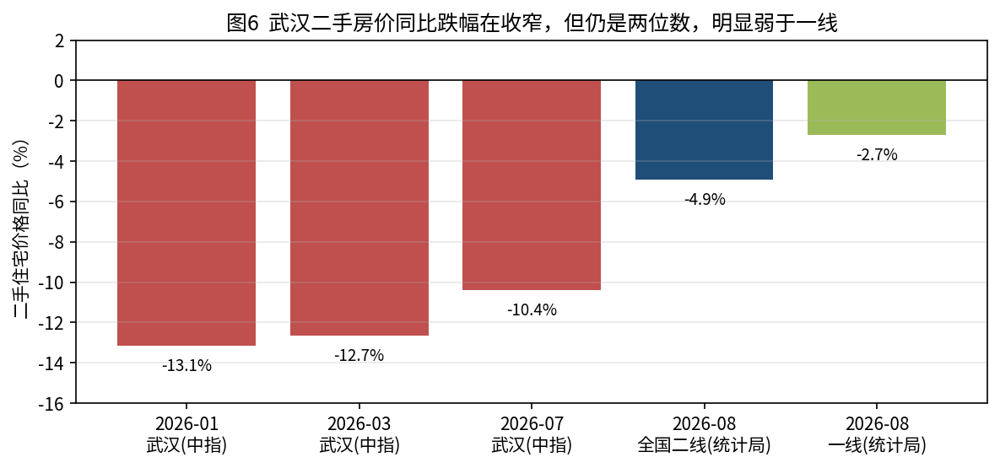 图6 武汉二手房价同比跌幅在收窄，但仍是两位数，明显弱于一线
二手住宅价格同比（%）
2
0
-2
-4
-6
-8
-10
-12
-14
-16
-13.1%
-12.7%
-10.4%
-4.9%
-2.7%
2026-01
武汉(中指)
2026-03
武汉(中指)
2026-07
武汉(中指)
2026-08
全国二线(统计局)
2026-08
一线(统计局)